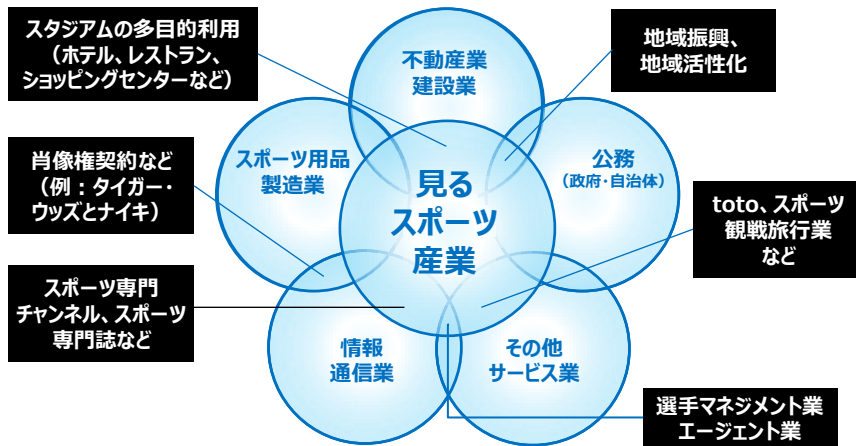 スタジアムの多目的利用
（ホテル、レストラン、
ショッピングセンターなど）
不動産業
建設業
地域振興、
地域活性化
肖像権契約など
（例：タイガー・
ウッズとナイキ）
スポーツ用品
製造業
公務
（政府・自治体）
見る
スポーツ
産業
toto、スポーツ
観戦旅行業
など
スポーツ専門
チャンネル、スポーツ
専門誌など
情報
通信業
その他
サービス業
選手マネジメント業
エージェント業